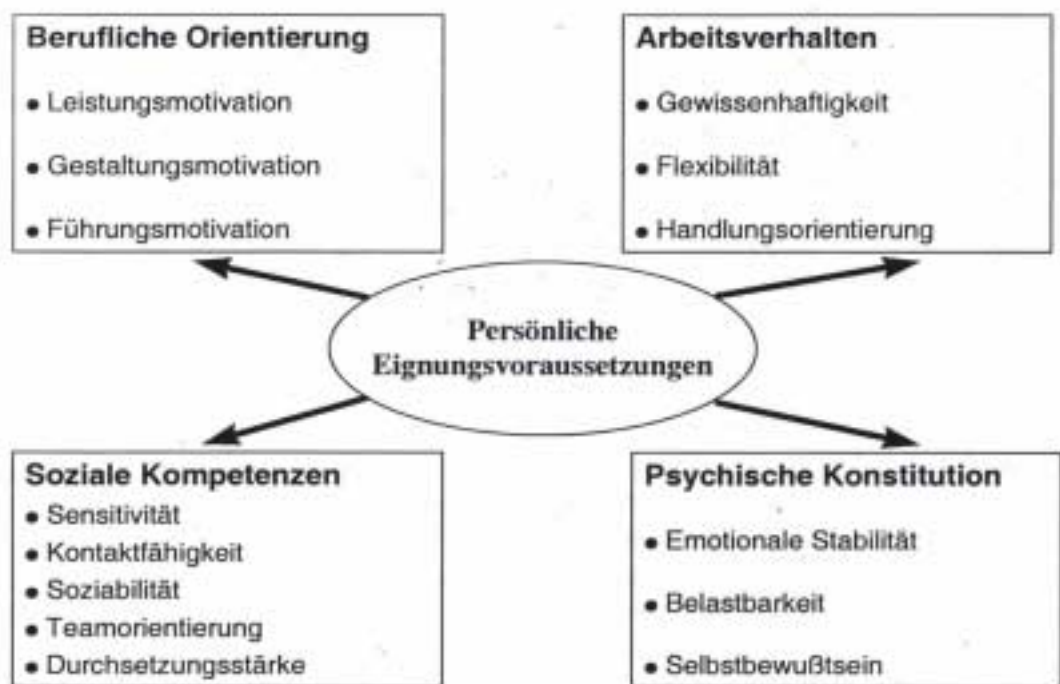 Berufliche Orientierung
• Leistungsmotivation
• Gestaltungsmotivation
• Führungsmotivation
Arbeitsverhalten
• Gewissenhaftigkeit
• Flexibilität
• Handlungsorientierung
Persönliche
Eignungsvoraussetzungen
Soziale Kompetenzen
• Sensitivität
• Kontaktfähigkeit
• Soziabilität
• Teamorientierung
• Durchsetzungsstärke
Psychische Konstitution
• Emotionale Stabilität
• Belastbarkeit
• Selbstbewußtsein